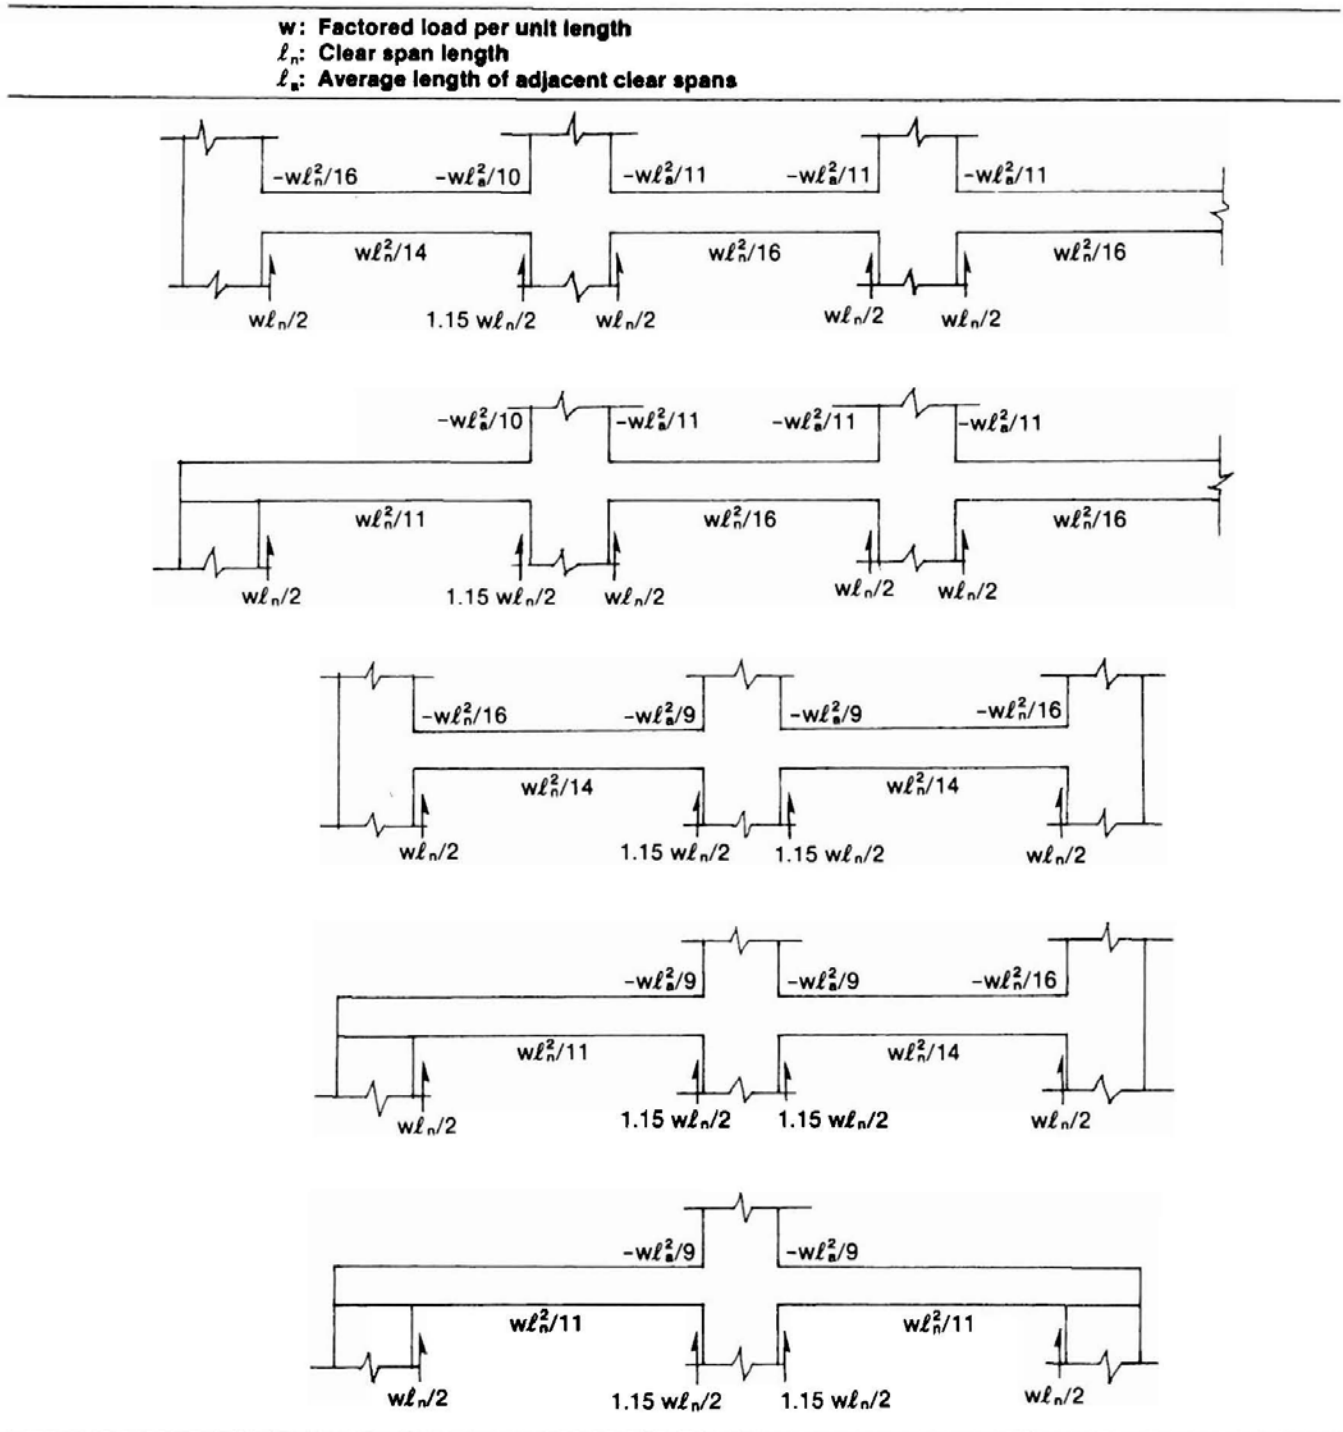 w: Factored load per unit length
ℓₙ: Clear span length
ℓₐ: Average length of adjacent clear spans
-wℓₙ²/16 -wℓₐ²/10 -wℓₐ²/11 -wℓₐ²/11 -wℓₐ²/11
wℓₙ²/14 wℓₙ²/16 wℓₙ²/16
wℓₙ/2 1.15 wℓₙ/2 wℓₙ/2 wℓₙ/2 wℓₙ/2
-wℓₐ²/10 -wℓₐ²/11 -wℓₐ²/11 -wℓₐ²/11
wℓₙ²/11 wℓₙ²/16 wℓₙ²/16
wℓₙ/2 1.15 wℓₙ/2 wℓₙ/2 wℓₙ/2 wℓₙ/2
-wℓₙ²/16 -wℓₐ²/9 -wℓₐ²/9 -wℓₙ²/16
wℓₙ²/14 wℓₙ²/14
wℓₙ/2 1.15 wℓₙ/2 1.15 wℓₙ/2 wℓₙ/2
-wℓₐ²/9 -wℓₐ²/9 -wℓₙ²/16
wℓₙ²/11 wℓₙ²/14
wℓₙ/2 1.15 wℓₙ/2 1.15 wℓₙ/2 wℓₙ/2
-wℓₐ²/9 -wℓₐ²/9
wℓₙ²/11 wℓₙ²/11
wℓₙ/2 1.15 wℓₙ/2 1.15 wℓₙ/2 wℓₙ/2